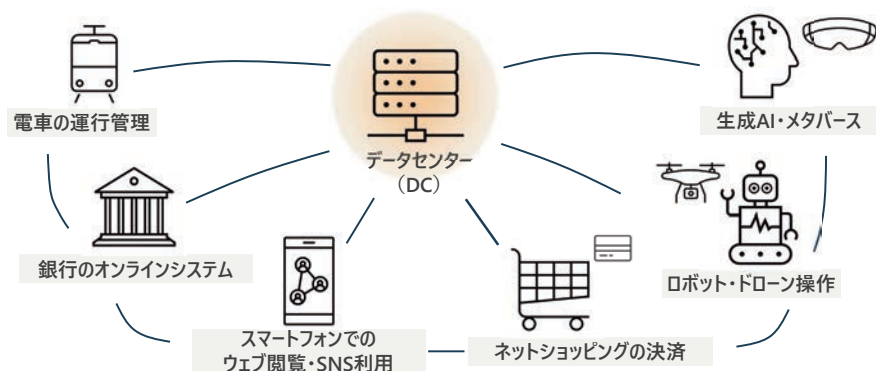 電車の運行管理
データセンター
（DC）
生成AI・メタバース
銀行のオンラインシステム
ロボット・ドローン操作
スマートフォンでの
ウェブ閲覧・SNS利用
ネットショッピングの決済